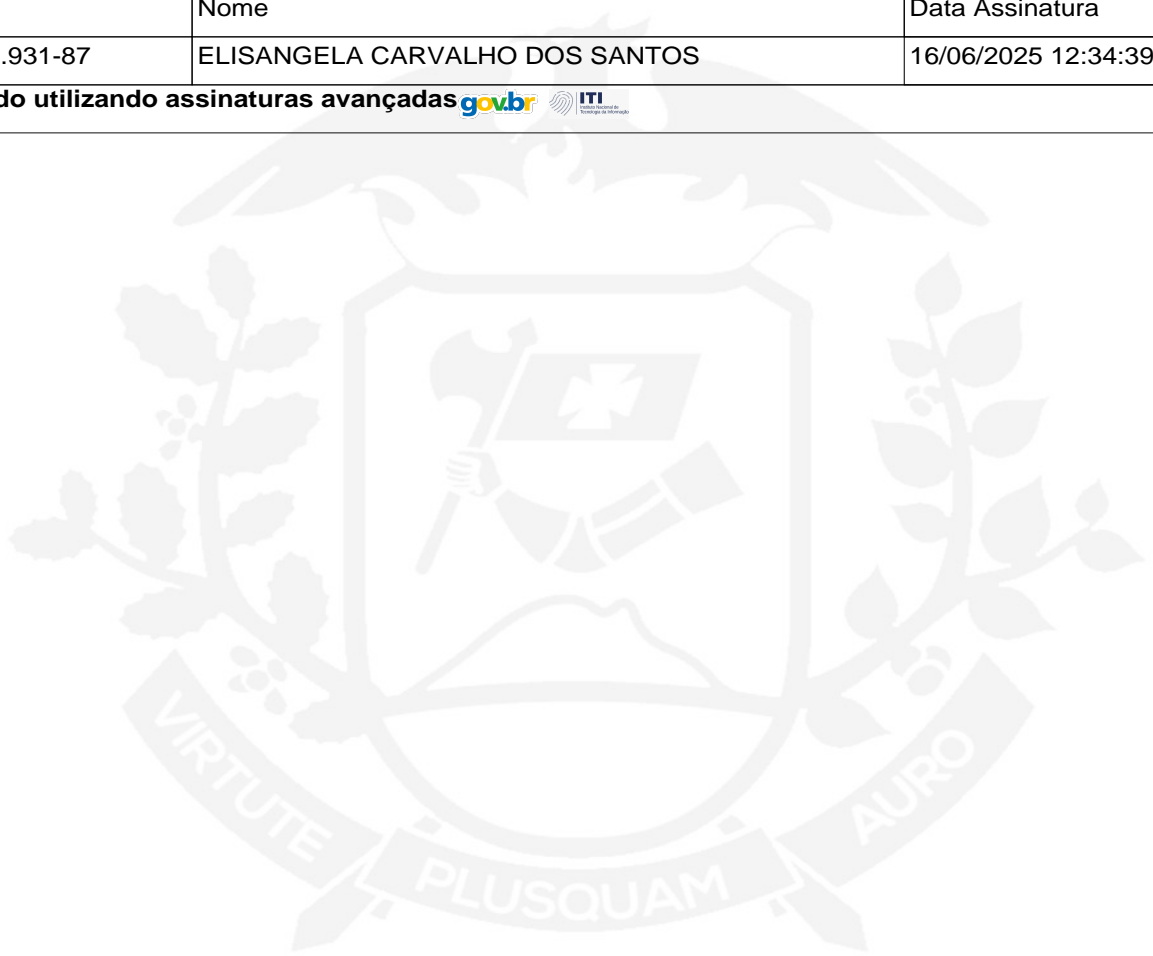 Nome Data Assinatura
.931-87 ELISANGELA CARVALHO DOS SANTOS 16/06/2025 12:34:39
do utilizando assinaturas avançadas gov.br ITI
VIRTUTE PLUSQUAM AURO